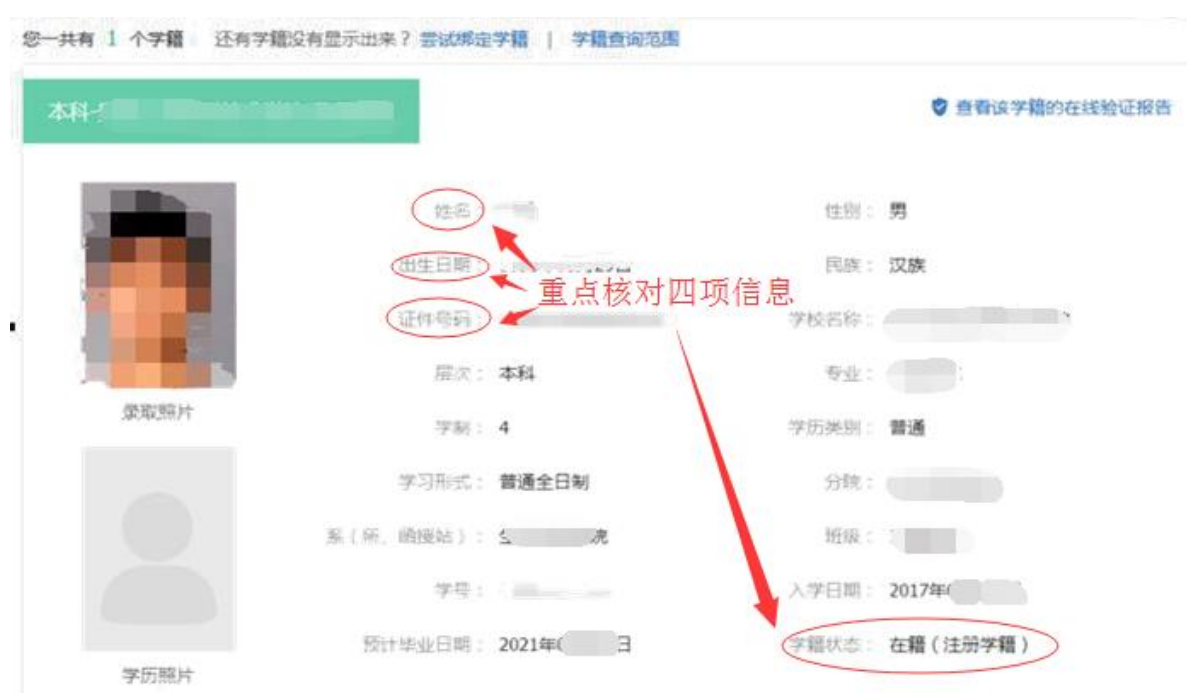 您一共有 1 个学籍 还有学籍没有显示出来？尝试绑定学籍 | 学籍查询范围
本科-
查看该学籍的在线验证报告
姓名：
性别： 男
出生日期：
民族： 汉族
重点核对四项信息
证件号码：
学校名称：
层次： 本科
专业：
录取照片
学制： 4
学历类别： 普通
学习形式： 普通全日制
分院：
系（所、函授站）： 院
班级：
学号：
入学日期： 2017年
预计毕业日期： 2021年 日
学籍状态： 在籍（注册学籍）
学历照片